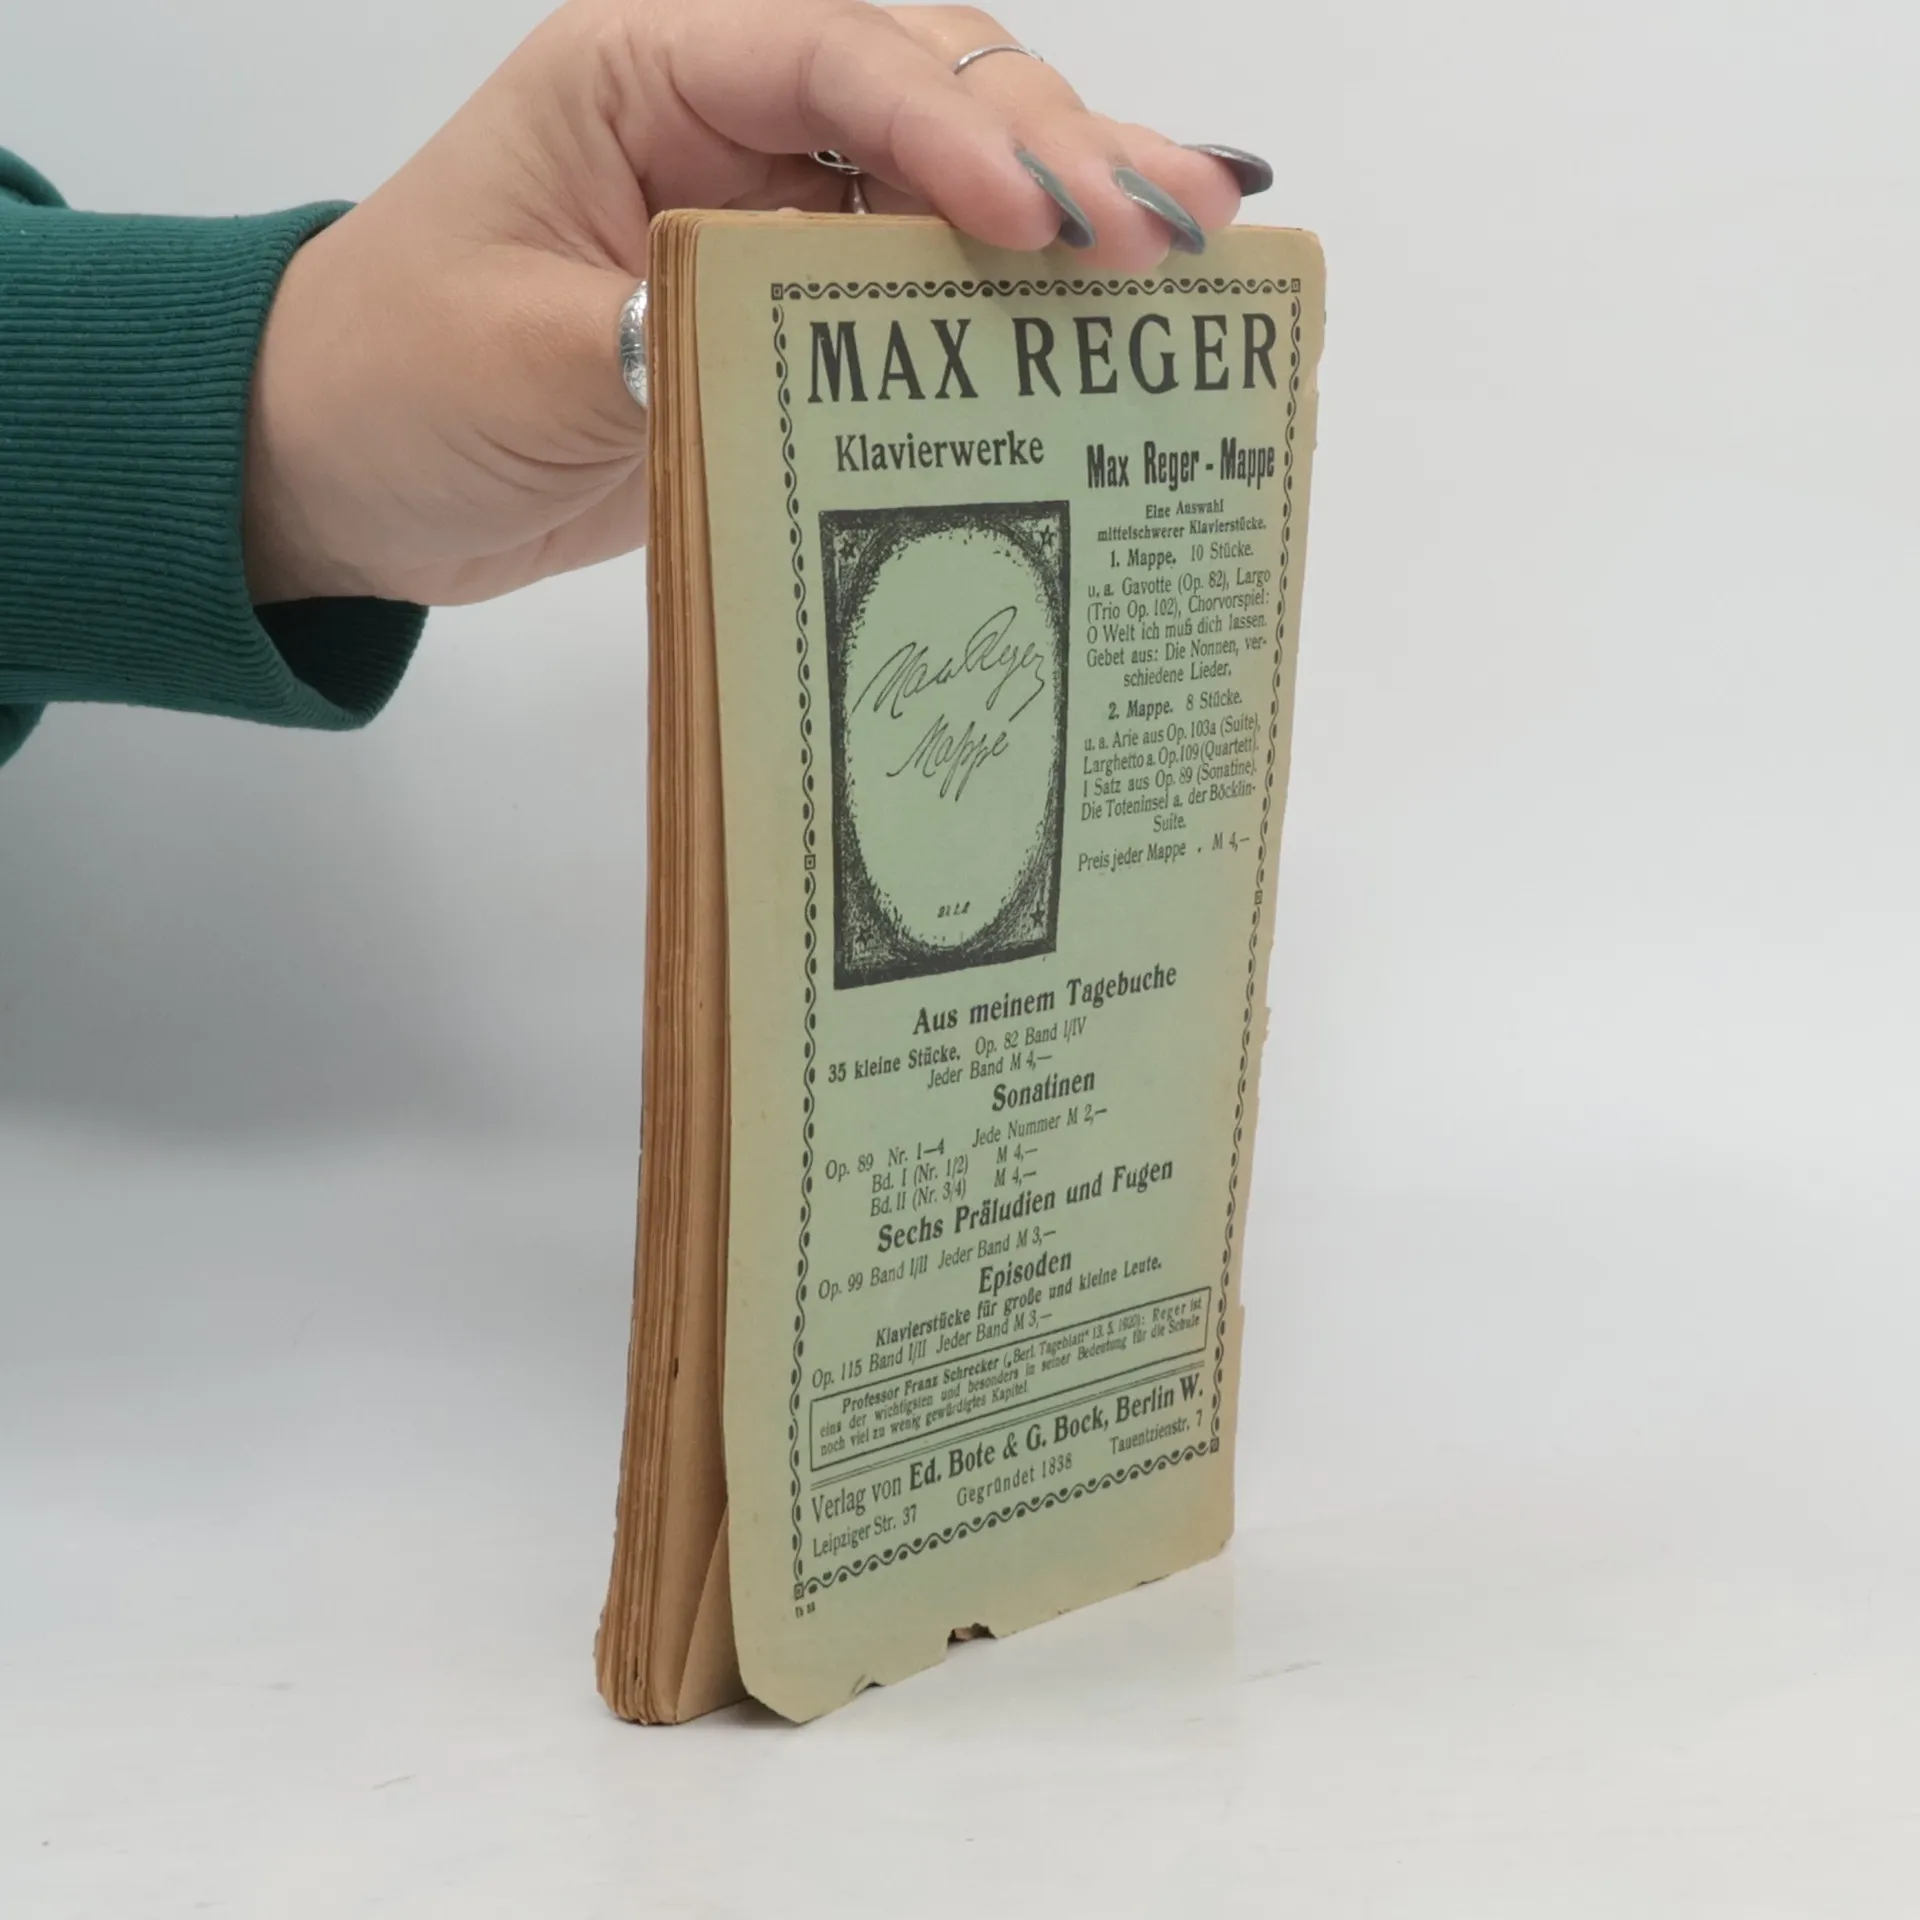 MAX REGER
Klavierwerke
Max Reger
Mappe
Max Reger - Mappe
Eine Auswahl
mittelschwerer Klavierstücke.
1. Mappe. 10 Stücke.
u. a. Gavotte (Op. 82), Largo
(Trio Op. 102), Chorvorspiel:
O Welt ich muß dich lassen.
Gebet aus: Die Nonnen, ver-
schiedene Lieder.
2. Mappe. 8 Stücke.
u. a. Arie aus Op. 103a (Suite),
Larghetto a. Op. 109 (Quartett).
I Satz aus Op. 89 (Sonatine).
Die Toteninsel a. der Böcklin-
Suite.
Preis jeder Mappe . M 4,—
Aus meinem Tagebuche
35 kleine Stücke. Op. 82 Band I/IV
Jeder Band M 4,—
Sonatinen
Op. 89 Nr. 1—4 Jede Nummer M 2,—
Bd. I (Nr. 1/2) M 4,—
Bd. II (Nr. 3/4) M 4,—
Sechs Präludien und Fugen
Op. 99 Band I/II Jeder Band M 3,—
Episoden
Klavierstücke für große und kleine Leute.
Op. 115 Band I/II Jeder Band M 3,—
Professor Franz Schrecker („Berl. Tageblatt“ 13. 5. 1920): Reger ist
eins der wichtigsten und besonders in seiner Bedeutung für die Schule
noch viel zu wenig gewürdigtes Kapitel.
Verlag von Ed. Bote & G. Bock, Berlin W.
Leipziger Str. 37 Gegründet 1838 Tauentzienstr. 7